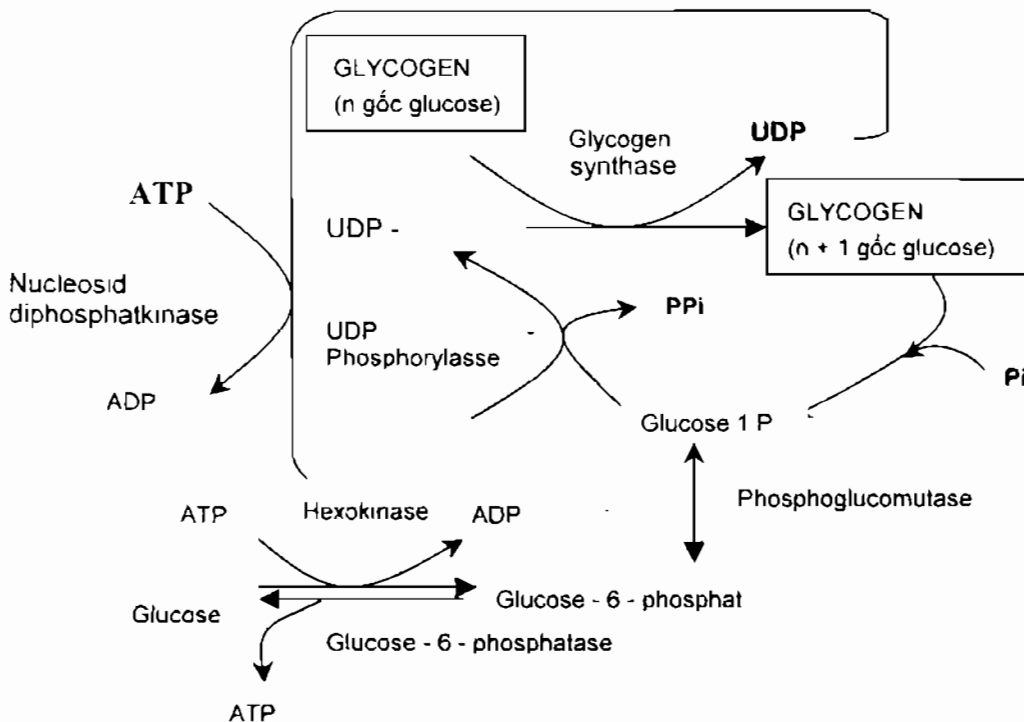 GLYCOGEN
(n gốc glucose)
Glycogen
synthase
UDP
ATP
UDP -
GLYCOGEN
(n + 1 gốc glucose)
Nucleosid
diphosphatkinase
PPi
UDP
Phosphorylasse
Pi
ADP
Glucose 1 P
ATP
Hexokinase
ADP
Phosphoglucomutase
Glucose
Glucose - 6 - phosphat
Glucose - 6 - phosphatase
ATP